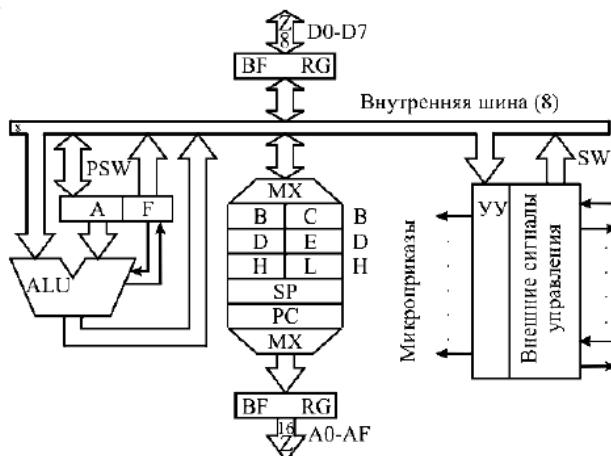 Z
8 D0-D7
BF RG
Внутренняя шина (8)
8
PSW
SW
A F
MX
УУ
B C B
D E D
H L H
ALU
SP
PC
MX
Микроприказы
Внешние сигналы
управления
BF RG
16
Z A0-AF